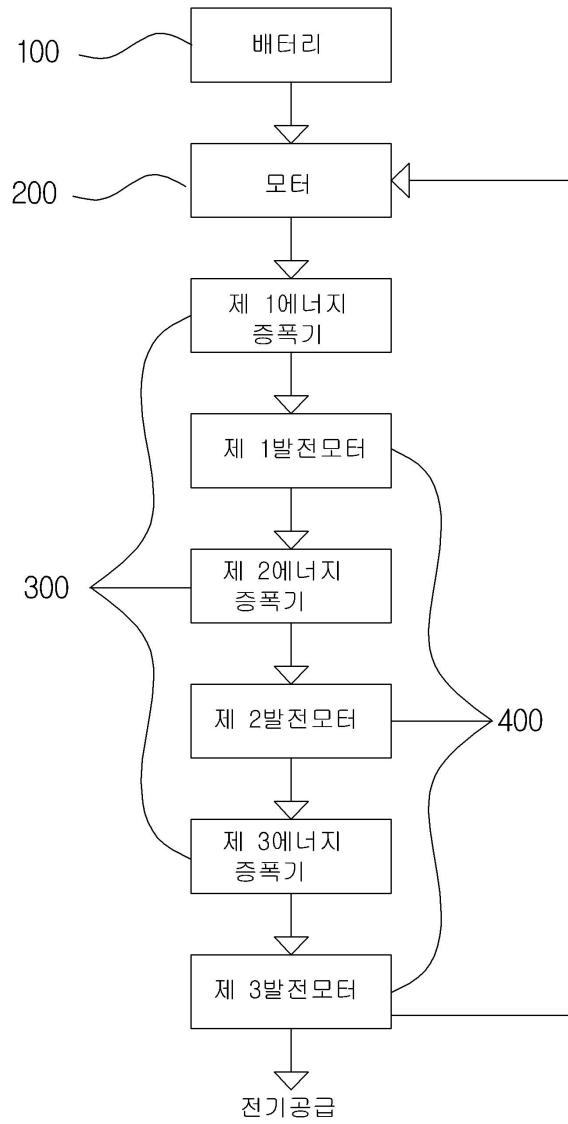 100
배터리
200
모터
제 1에너지
증폭기
제 1발전모터
300
제 2에너지
증폭기
제 2발전모터
400
제 3에너지
증폭기
제 3발전모터
전기공급